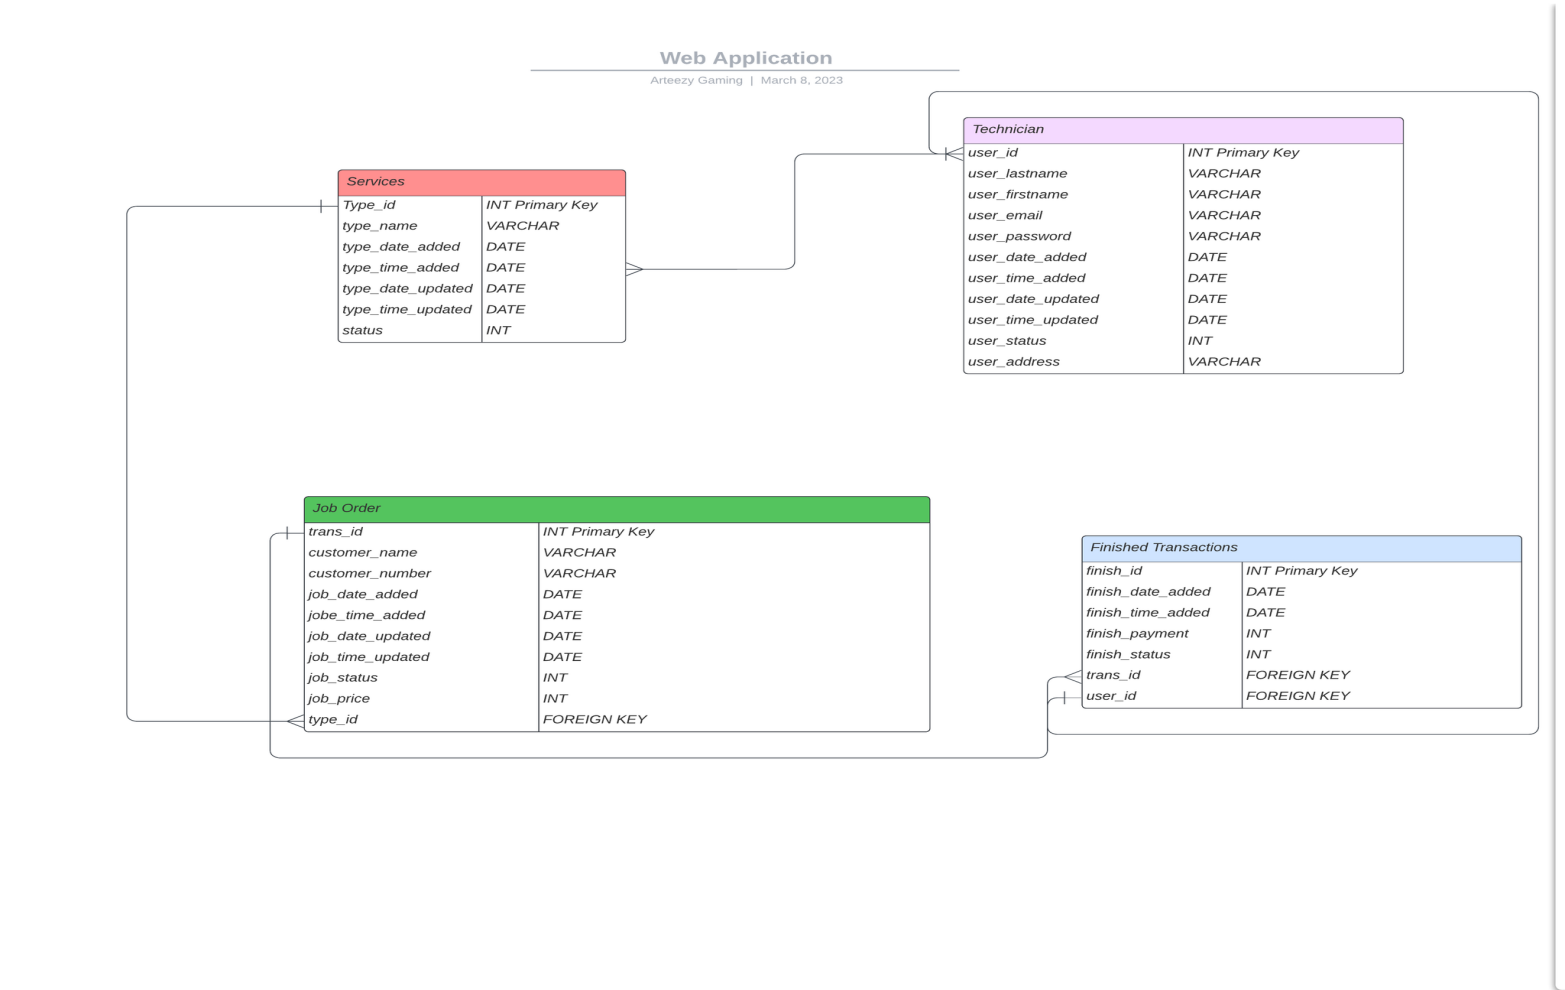 Web Application
Arteezy Gaming | March 8, 2023
Technician
user_id INT Primary Key
user_lastname VARCHAR
user_firstname VARCHAR
user_email VARCHAR
user_password VARCHAR
user_date_added DATE
user_time_added DATE
user_date_updated DATE
user_time_updated DATE
user_status INT
user_address VARCHAR
Services
Type_id INT Primary Key
type_name VARCHAR
type_date_added DATE
type_time_added DATE
type_date_updated DATE
type_time_updated DATE
status INT
Job Order
trans_id INT Primary Key
customer_name VARCHAR
customer_number VARCHAR
job_date_added DATE
jobe_time_added DATE
job_date_updated DATE
job_time_updated DATE
job_status INT
job_price INT
type_id FOREIGN KEY
Finished Transactions
finish_id INT Primary Key
finish_date_added DATE
finish_time_added DATE
finish_payment INT
finish_status INT
trans_id FOREIGN KEY
user_id FOREIGN KEY